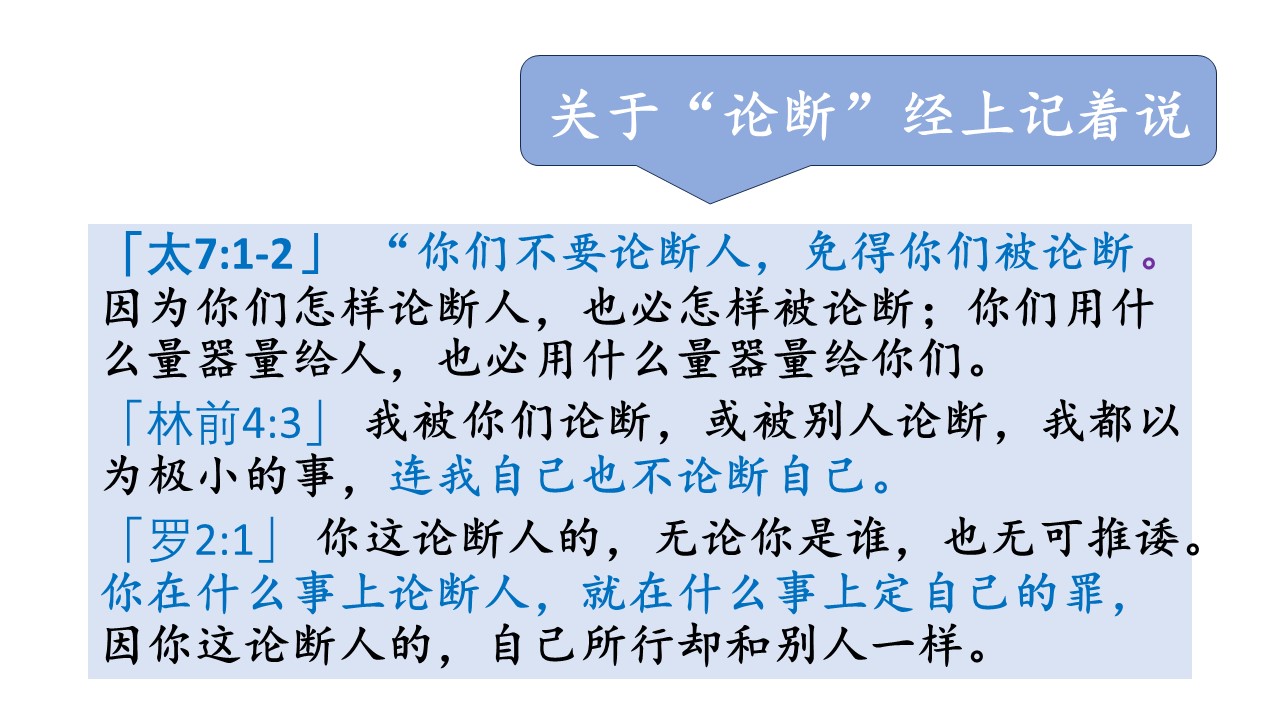 关于“论断”经上记着说
「太7:1-2」 “你们不要论断人，免得你们被论断。
因为你们怎样论断人，也必怎样被论断；你们用什
么量器量给人，也必用什么量器量给你们。
「林前4:3」 我被你们论断，或被别人论断，我都以
为极小的事，连我自己也不论断自己。
「罗2:1」 你这论断人的，无论你是谁，也无可推诿。
你在什么事上论断人，就在什么事上定自己的罪，
因你这论断人的，自己所行却和别人一样。